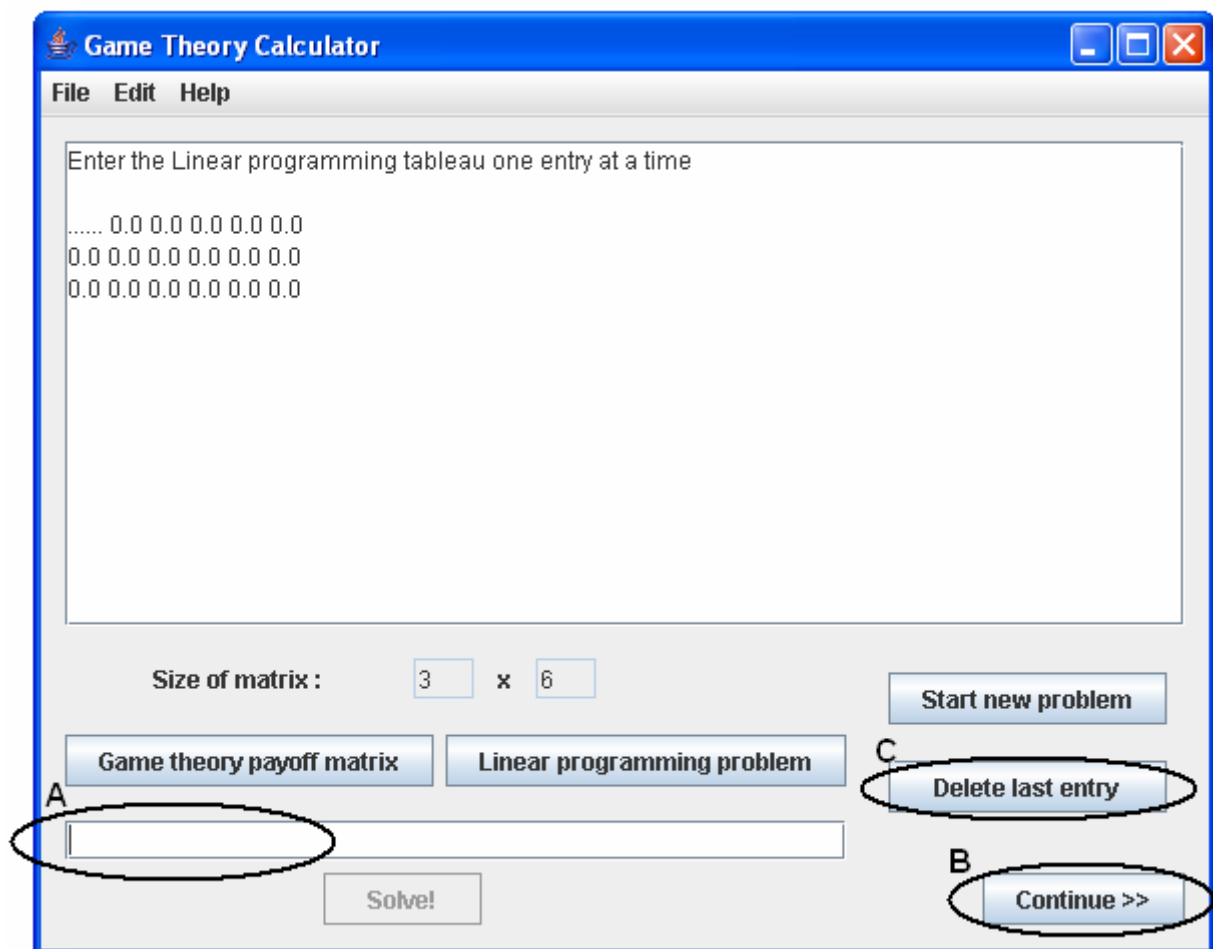 Game Theory Calculator
File Edit Help
Enter the Linear programming tableau one entry at a time
...... 0.0 0.0 0.0 0.0 0.0
0.0 0.0 0.0 0.0 0.0 0.0
0.0 0.0 0.0 0.0 0.0 0.0
Size of matrix : 3 x 6
Start new problem
Game theory payoff matrix Linear programming problem
C
Delete last entry
A
B
Solve!
Continue >>